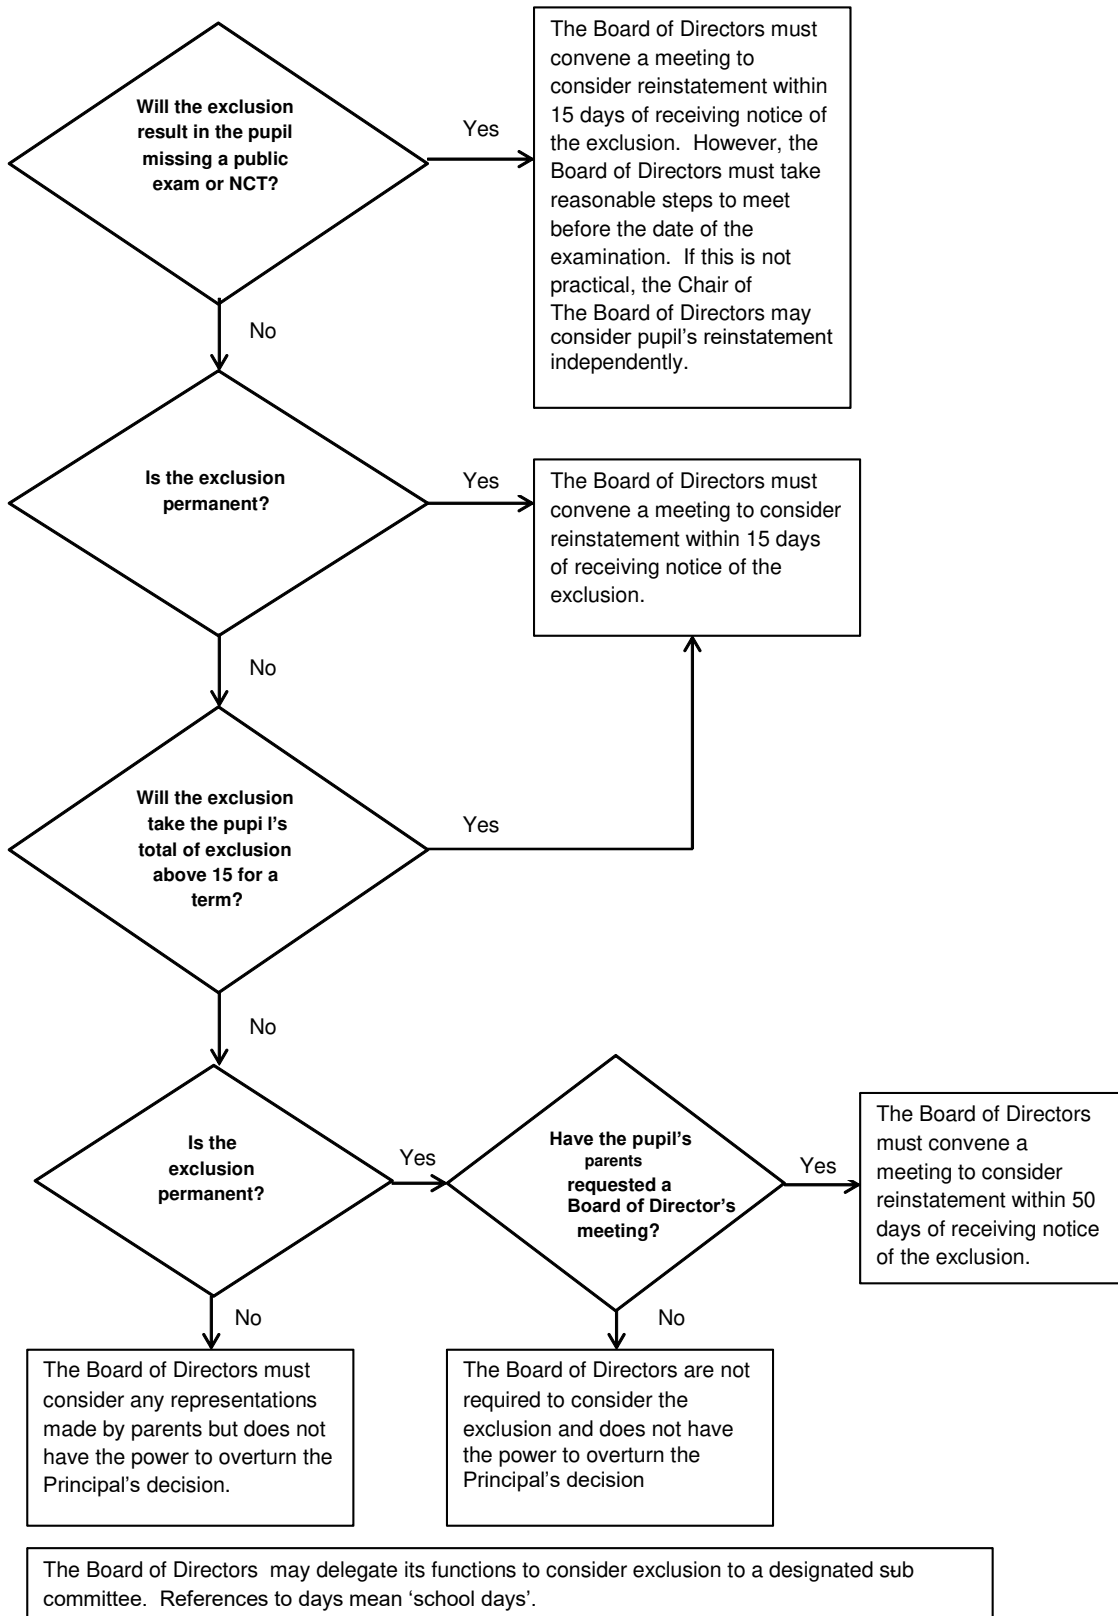 Will the exclusion
result in the pupil
missing a public
exam or NCT?
Yes
The Board of Directors must
convene a meeting to
consider reinstatement within
15 days of receiving notice of
the exclusion. However, the
Board of Directors must take
reasonable steps to meet
before the date of the
examination. If this is not
practical, the Chair of
The Board of Directors may
consider pupil's reinstatement
independently.
No
Is the exclusion
permanent?
Yes
The Board of Directors must
convene a meeting to consider
reinstatement within 15 days
of receiving notice of the
exclusion.
No
Will the exclusion
take the pupi l's
total of exclusion
above 15 for a
term?
Yes
No
Is the
exclusion
permanent?
Yes
Have the pupil's
parents
requested a
Board of Director's
meeting?
Yes
The Board of Directors
must convene a
meeting to consider
reinstatement within 50
days of receiving notice
of the exclusion.
No
No
The Board of Directors must
consider any representations
made by parents but does not
have the power to overturn the
Principal's decision.
The Board of Directors are not
required to consider the
exclusion and does not have
the power to overturn the
Principal's decision
The Board of Directors may delegate its functions to consider exclusion to a designated sub
committee. References to days mean 'school days'.